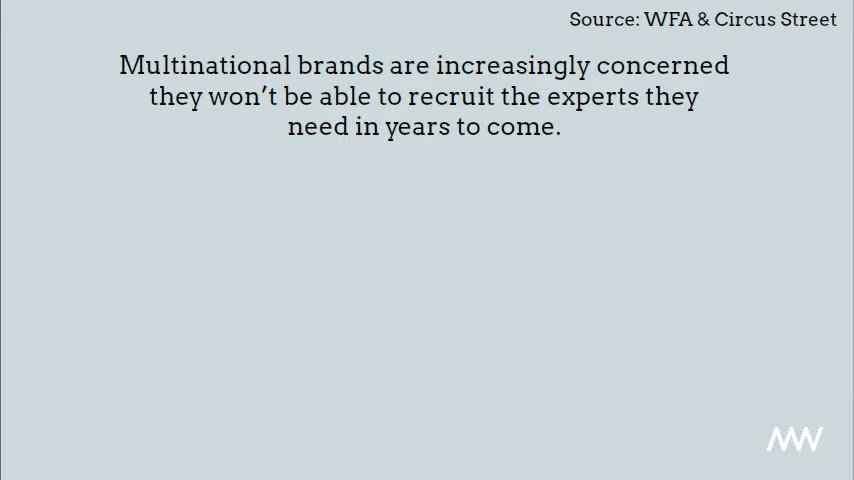 Source: WFA & Circus Street
Multinational brands are increasingly concerned
they won’t be able to recruit the experts they
need in years to come.
MW